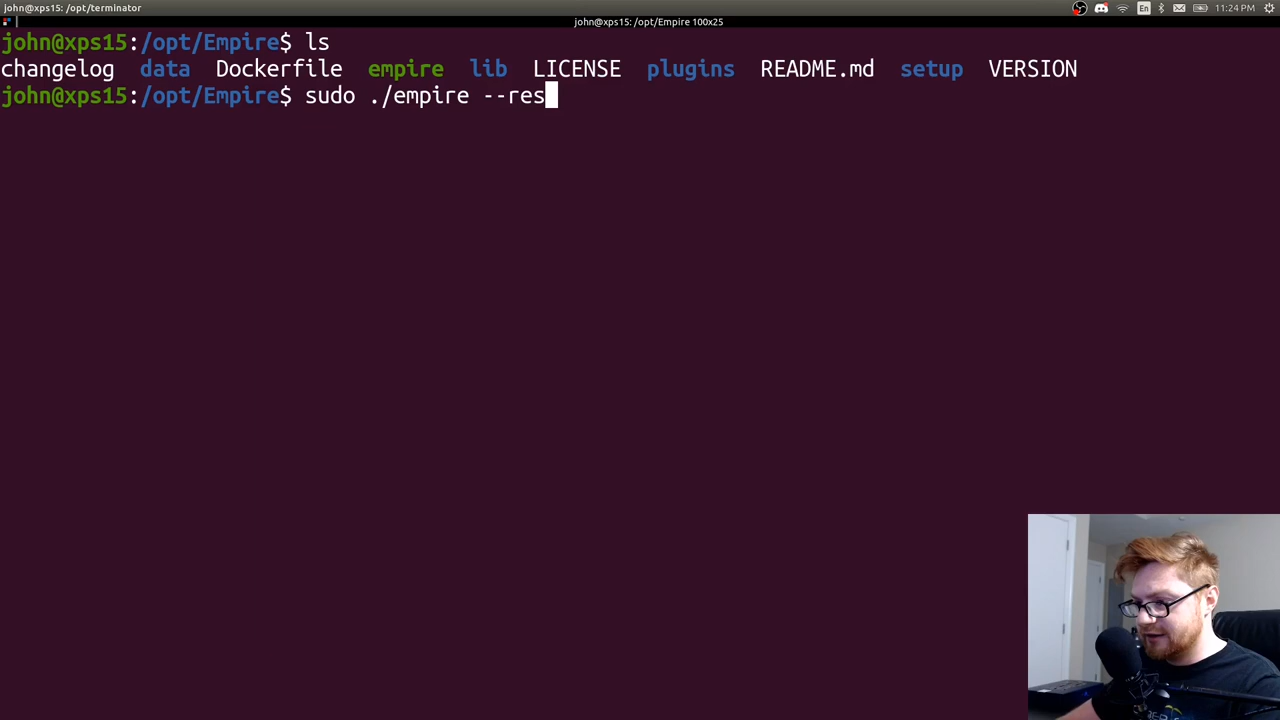 john@xps15: /opt/terminator
En
11:24 PM
john@xps15: /opt/Empire 100x25
john@xps15:/opt/Empire$ ls
changelog data Dockerfile empire lib LICENSE plugins README.md setup VERSION
john@xps15:/opt/Empire$ sudo ./empire --res